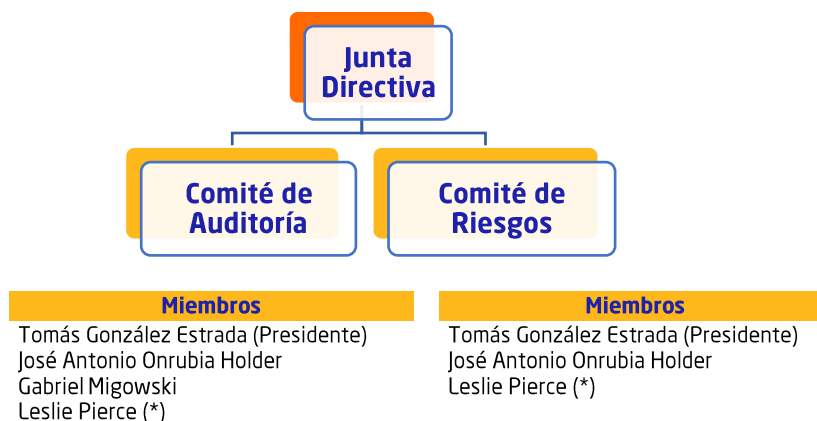 Junta
Directiva
Comité de
Auditoría
Comité de
Riesgos
Miembros
Tomás González Estrada (Presidente)
José Antonio Onrubia Holder
Gabriel Migowski
Leslie Pierce (*)
Miembros
Tomás González Estrada (Presidente)
José Antonio Onrubia Holder
Leslie Pierce (*)